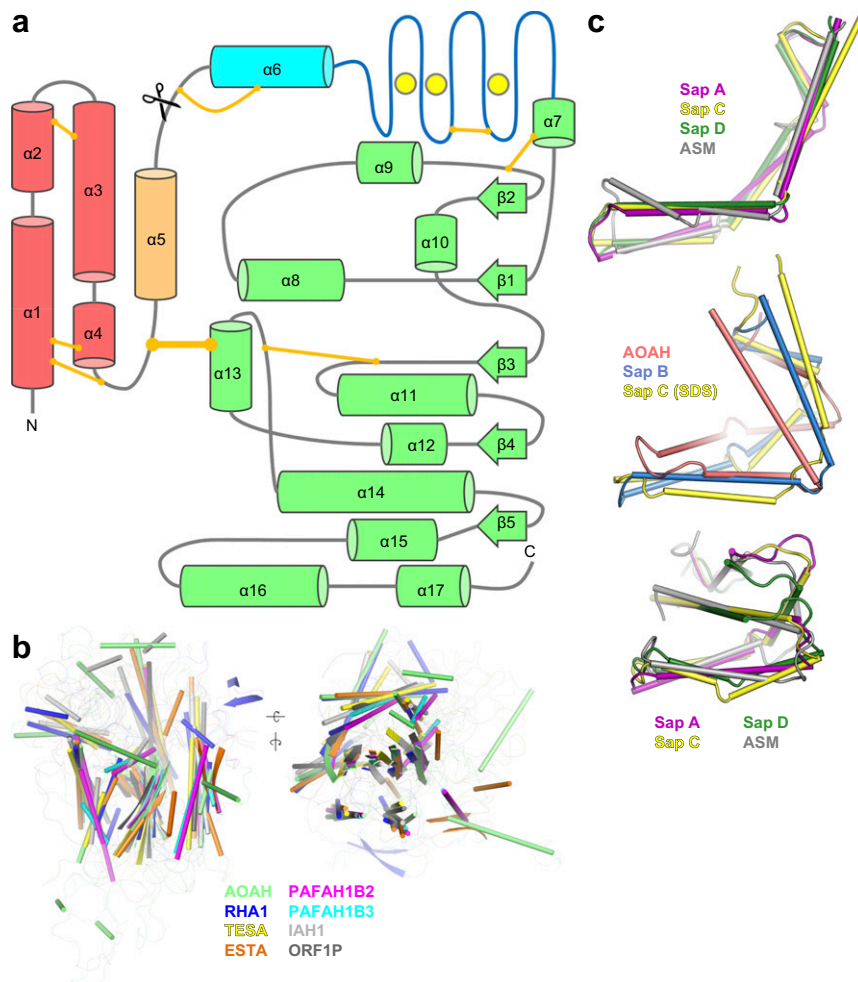 a
α6
α2
α3
α5
α1
α4
N
α7
α9
β2
α10
α8
β1
α13
β3
α11
α12
β4
α14
β5
α15
C
α16
α17
b
AOAH PAFAH1B2
RHA1 PAFAH1B3
TESA IAH1
ESTA ORF1P
c
Sap A
Sap C
Sap D
ASM
AOAH
Sap B
Sap C (SDS)
Sap A Sap D
Sap C ASM